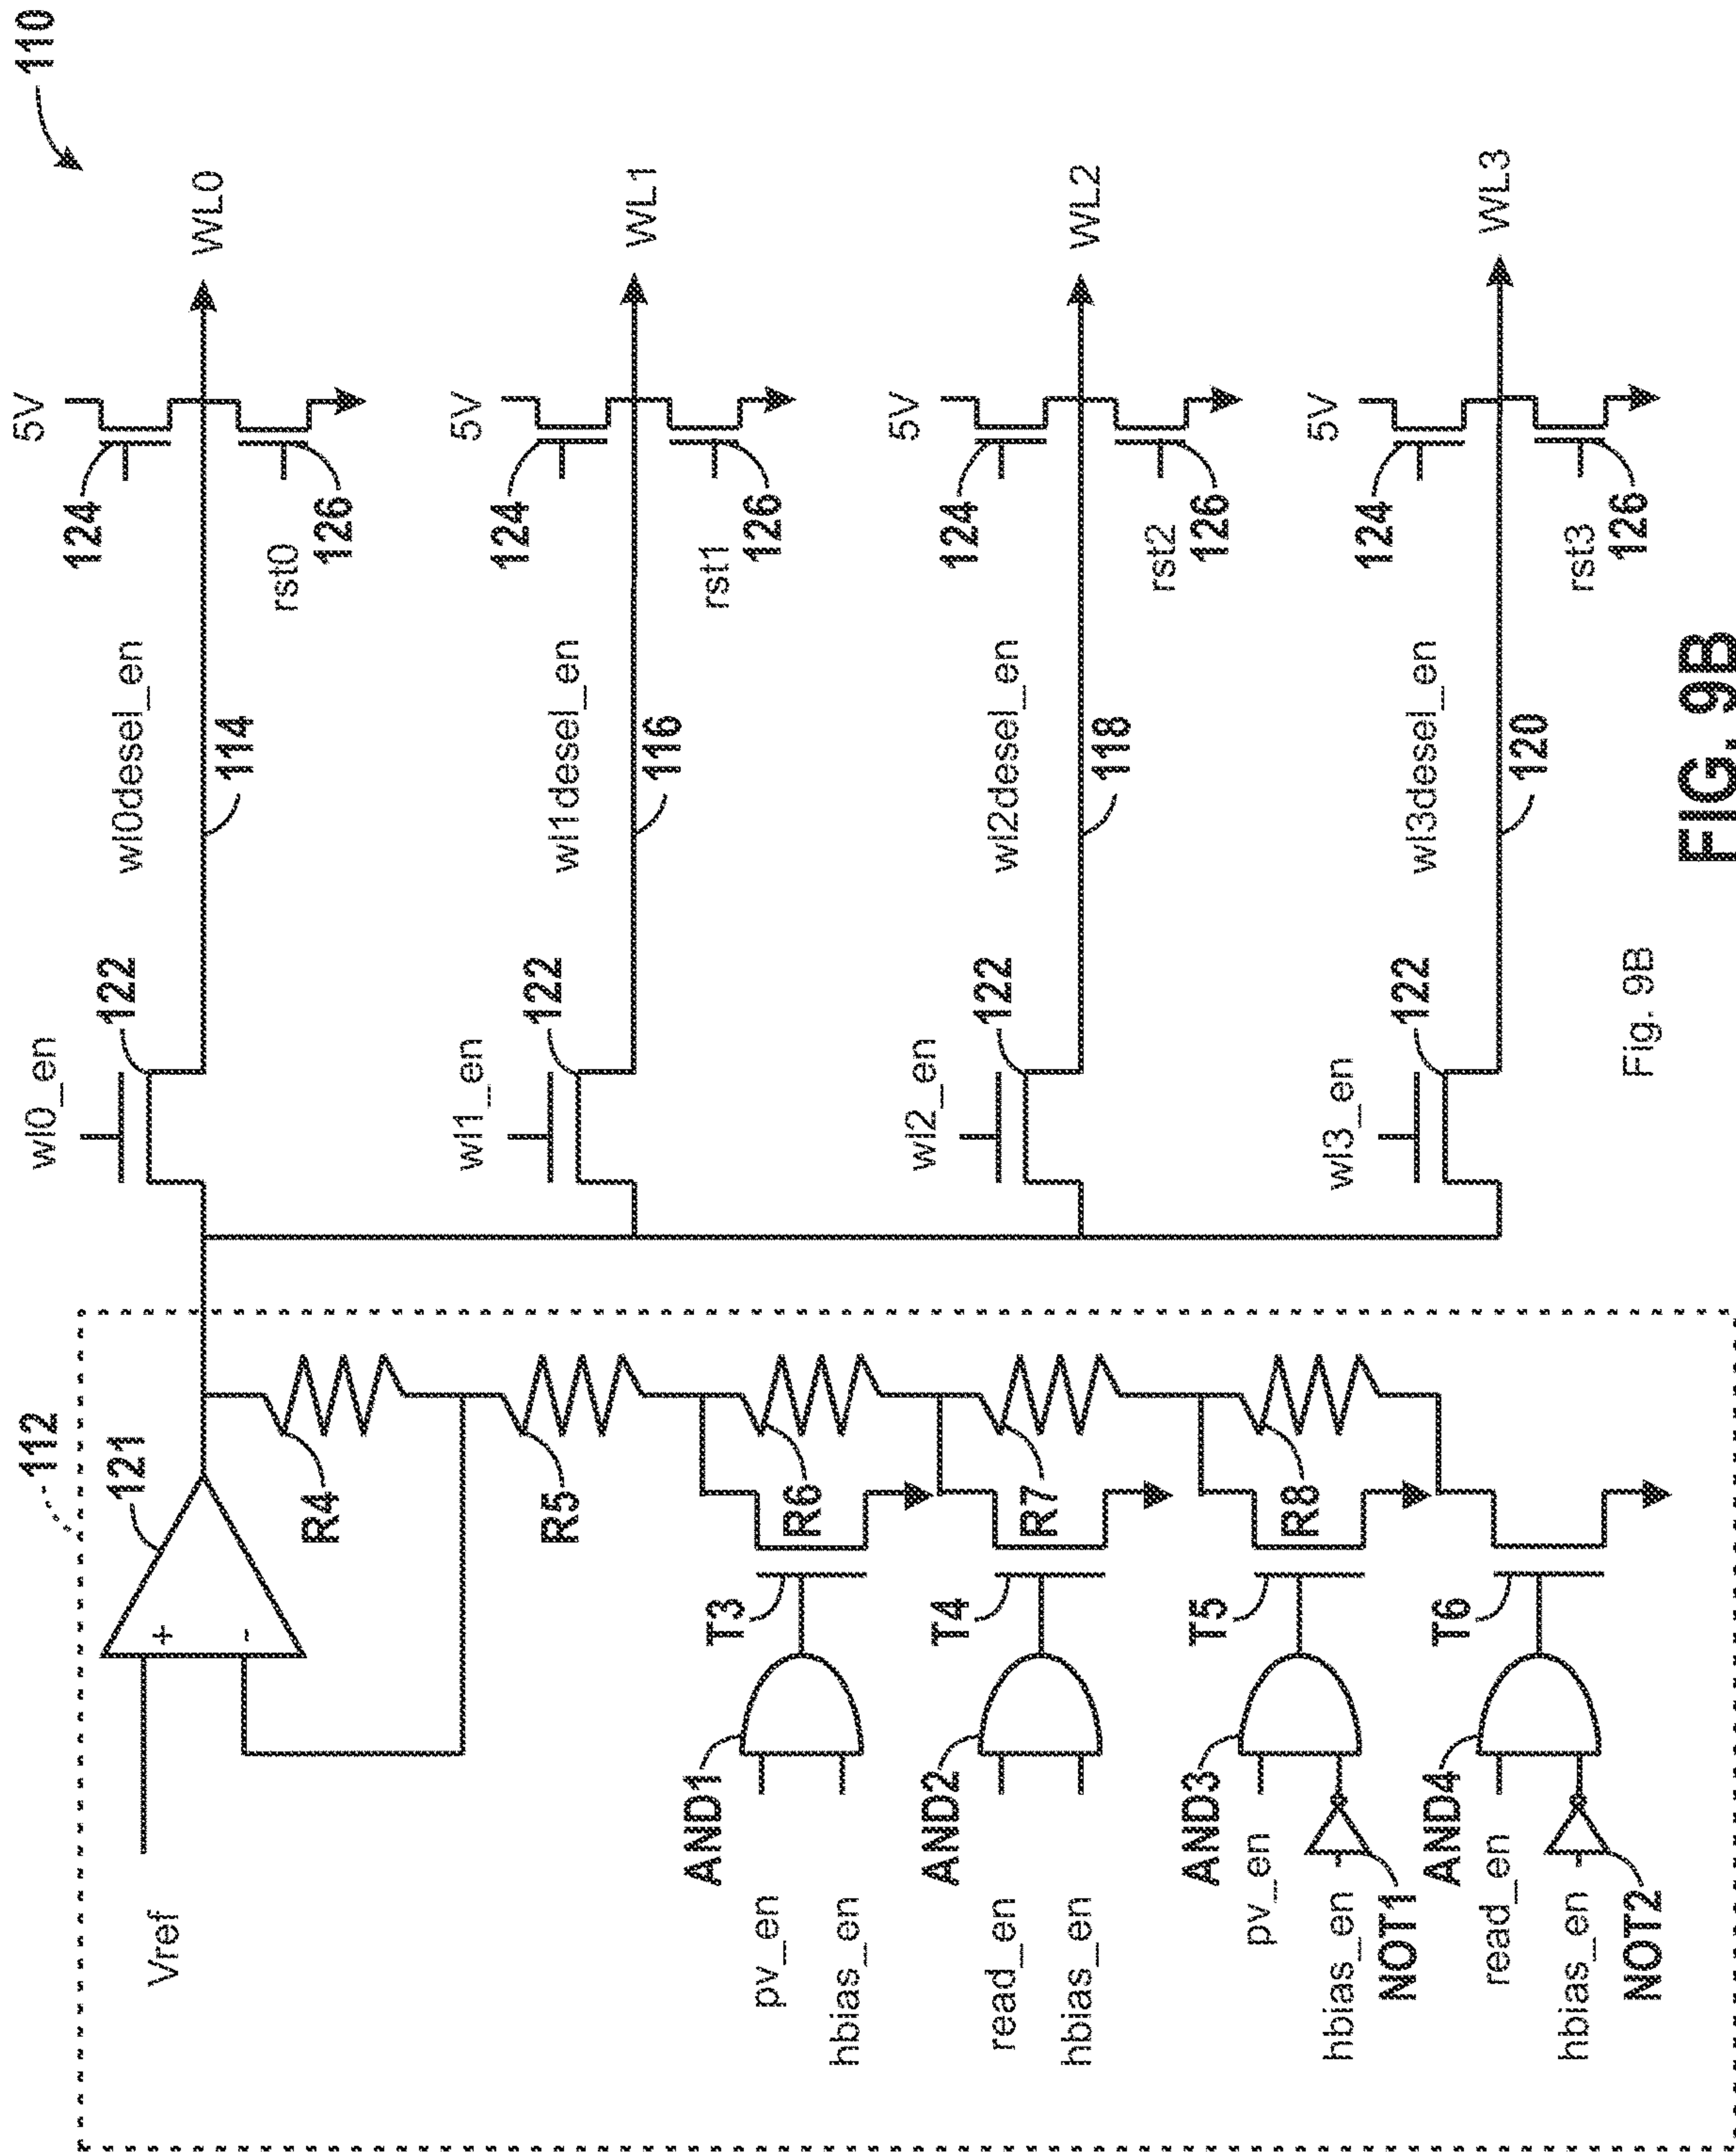 110
112
121
Vref
+
-
R4
R5
R6
R7
R8
T3
T4
T5
T6
AND1
pv_en
hbias_en
AND2
read_en
hbias_en
AND3
pv_en
hbias_en
NOT1
AND4
read_en
hbias_en
NOT2
wl0_en
122
wl0desel_en
114
5V
124
rst0
126
WL0
wl1_en
122
wl1desel_en
116
5V
124
rst1
126
WL1
wl2_en
122
wl2desel_en
118
5V
124
rst2
126
WL2
wl3_en
122
wl3desel_en
120
5V
124
rst3
126
WL3
Fig. 9B
FIG. 9B